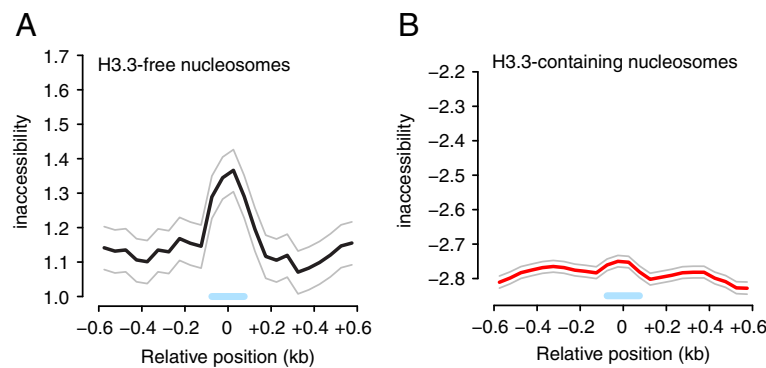 A
H3.3-free nucleosomes
inaccessibility
1.7
1.6
1.5
1.4
1.3
1.2
1.1
1.0
−0.6 −0.4 −0.2 0 +0.2 +0.4 +0.6
Relative position (kb)
B
H3.3-containing nucleosomes
inaccessibility
−2.2
−2.3
−2.4
−2.5
−2.6
−2.7
−2.8
−0.6 −0.4 −0.2 0 +0.2 +0.4 +0.6
Relative position (kb)